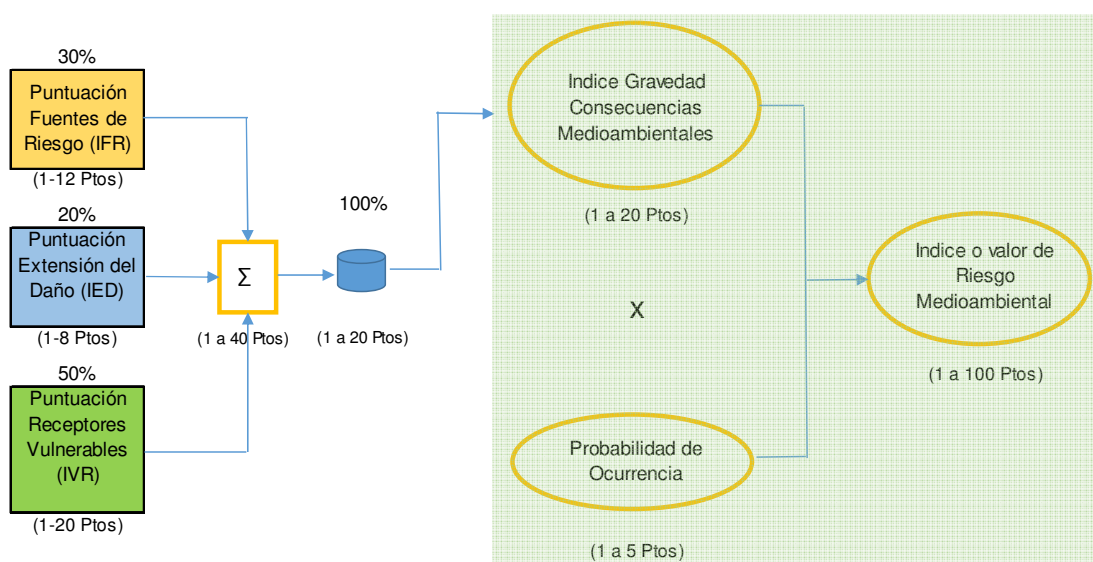 30%
Puntuación
Fuentes de
Riesgo (IFR)
(1-12 Ptos)
20%
Puntuación
Extensión del
Daño (IED)
(1-8 Ptos)
50%
Puntuación
Receptores
Vulnerables
(IVR)
(1-20 Ptos)
Σ
(1 a 40 Ptos)
100%
(1 a 20 Ptos)
Indice Gravedad
Consecuencias
Medioambientales
(1 a 20 Ptos)
X
Probabilidad de
Ocurrencia
(1 a 5 Ptos)
Indice o valor de
Riesgo
Medioambiental
(1 a 100 Ptos)